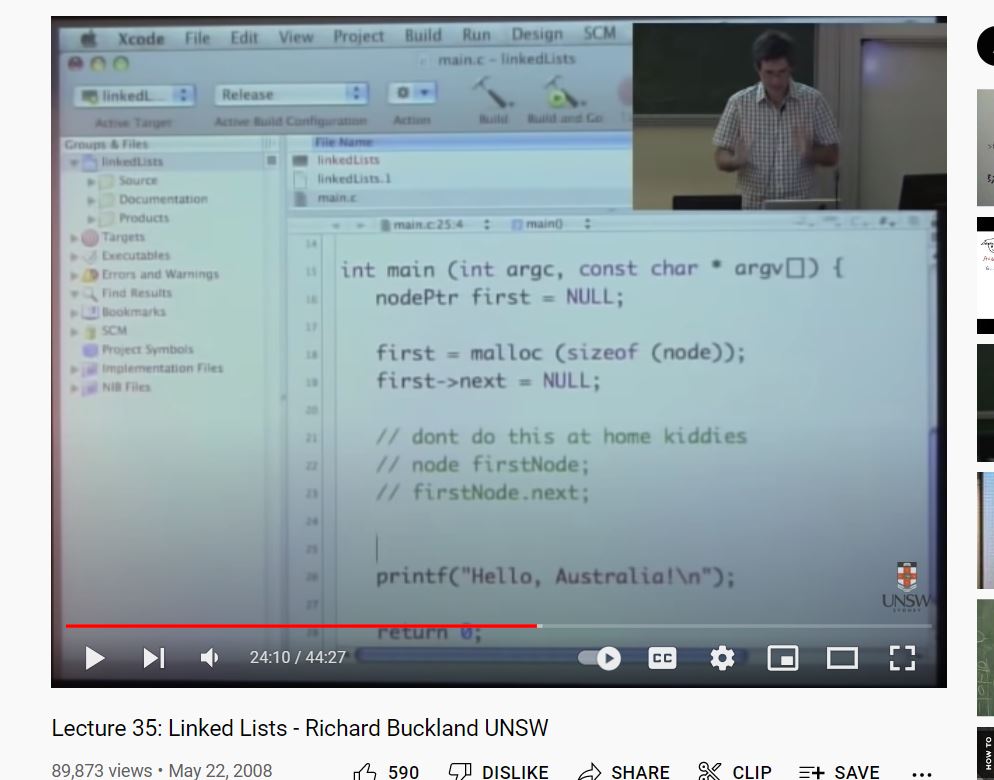 Xcode File Edit View Project Build Run Design SCM
main.c – linkedLists
linkedL...
Release
Active Target
Active Build Configuration
Action
Build
Build and Go
Groups & Files
File Name
linkedLists
linkedLists
Source
linkedLists.1
Documentation
main.c
Products
main.c:25:4
main()
Targets
Executables
Errors and Warnings
Find Results
Bookmarks
SCM
Project Symbols
Implementation Files
NIB Files
14
15 int main (int argc, const char * argv[]) {
16 nodePtr first = NULL;
17
18 first = malloc (sizeof (node));
19 first->next = NULL;
20
21 // dont do this at home kiddies
22 // node firstNode;
23 // firstNode.next;
24
25
26 printf("Hello, Australia!\n");
27
28 return 0;
UNSW
SYDNEY
24:10 / 44:27
CC
Lecture 35: Linked Lists - Richard Buckland UNSW
89,873 views • May 22, 2008
590
DISLIKE
SHARE
CLIP
SAVE
HOW TO